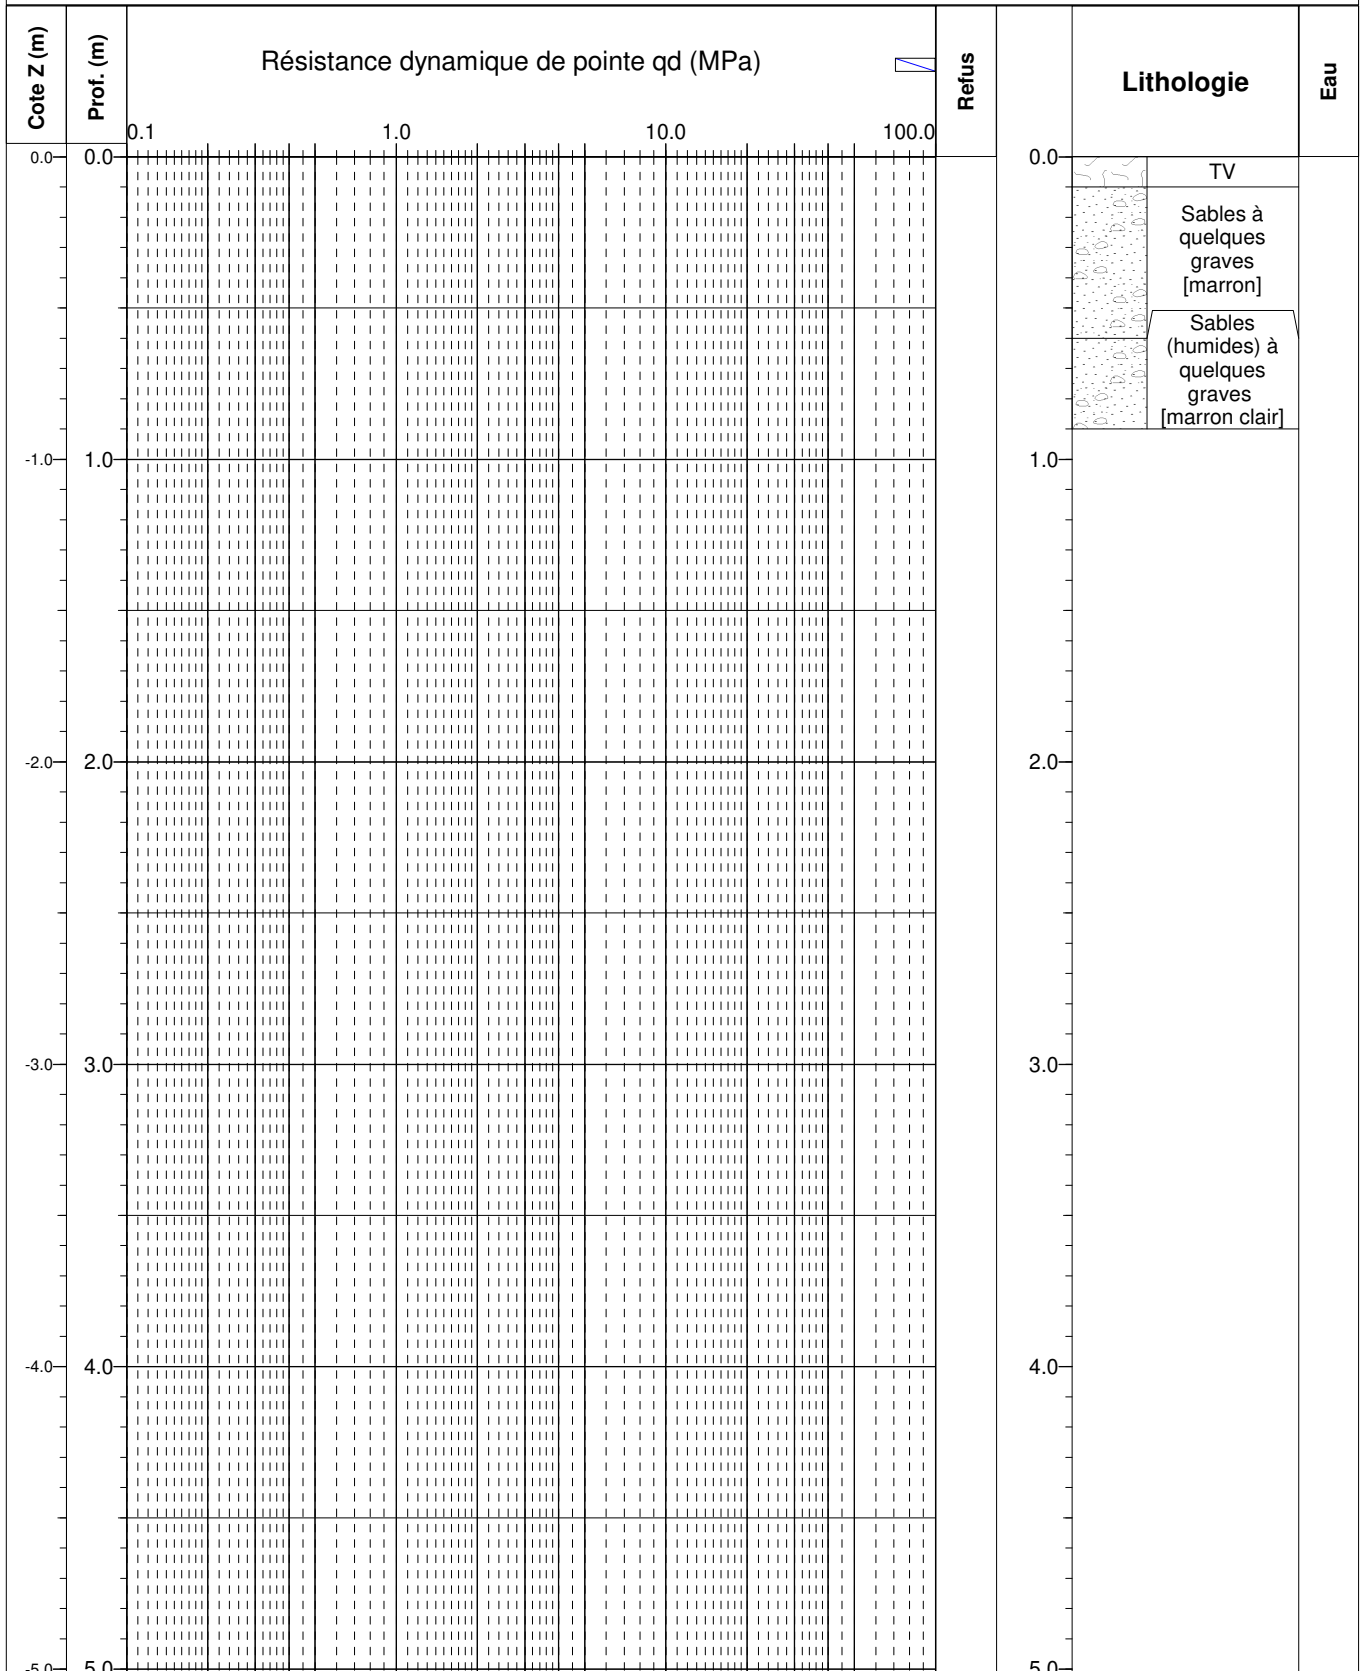 Cote Z (m)
Prof. (m)
Résistance dynamique de pointe qd (MPa)
0.1 1.0 10.0 100.0
Refus
Lithologie
Eau
0.0 0.0 0.0
TV
Sables à
quelques
graves
[marron]
Sables
(humides) à
quelques
graves
[marron clair]
-1.0 1.0 1.0
-2.0 2.0 2.0
-3.0 3.0 3.0
-4.0 4.0 4.0
-5.0 5.0 5.0